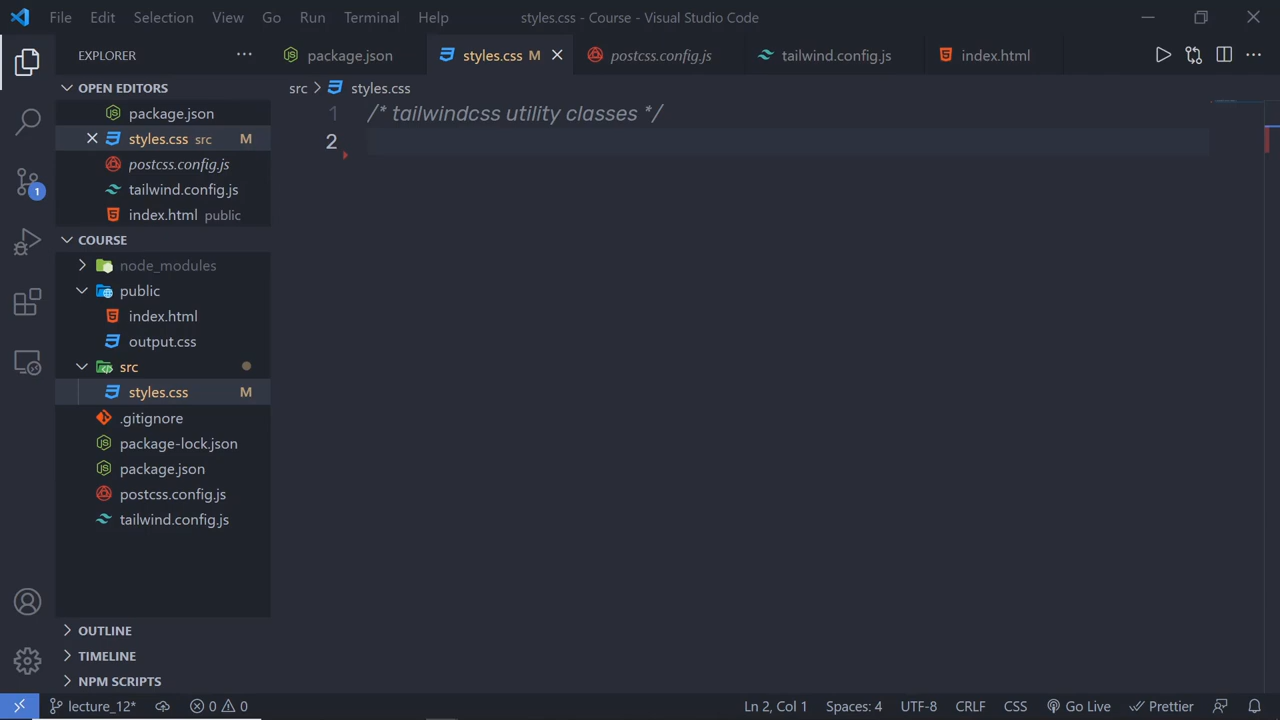 File Edit Selection View Go Run Terminal Help styles.css - Course - Visual Studio Code
EXPLORER
package.json styles.css M postcss.config.js tailwind.config.js index.html
OPEN EDITORS
package.json
styles.css src M
postcss.config.js
tailwind.config.js
index.html public
COURSE
node_modules
public
index.html
output.css
src
styles.css M
.gitignore
package-lock.json
package.json
postcss.config.js
tailwind.config.js
OUTLINE
TIMELINE
NPM SCRIPTS
src > styles.css
1 /* tailwindcss utility classes */
2
1
lecture_12* 0 0 Ln 2, Col 1 Spaces: 4 UTF-8 CRLF CSS Go Live Prettier